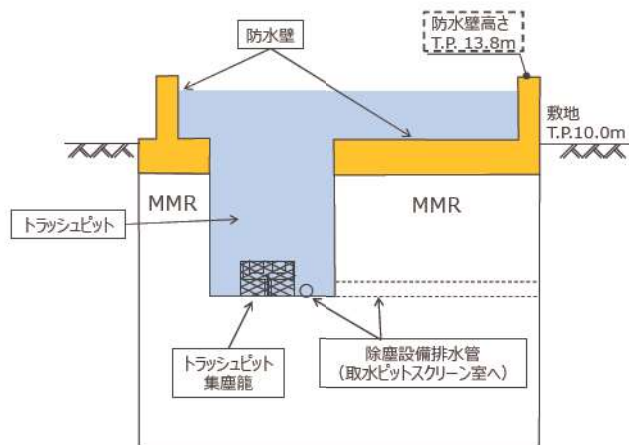 防水壁
防水壁高さ
T.P. 13.8m
敷地
T.P.10.0m
MMR
MMR
トラッシュピット
トラッシュピット
集塵籠
除塵設備排水管
(取水ピットスクリーン室へ)